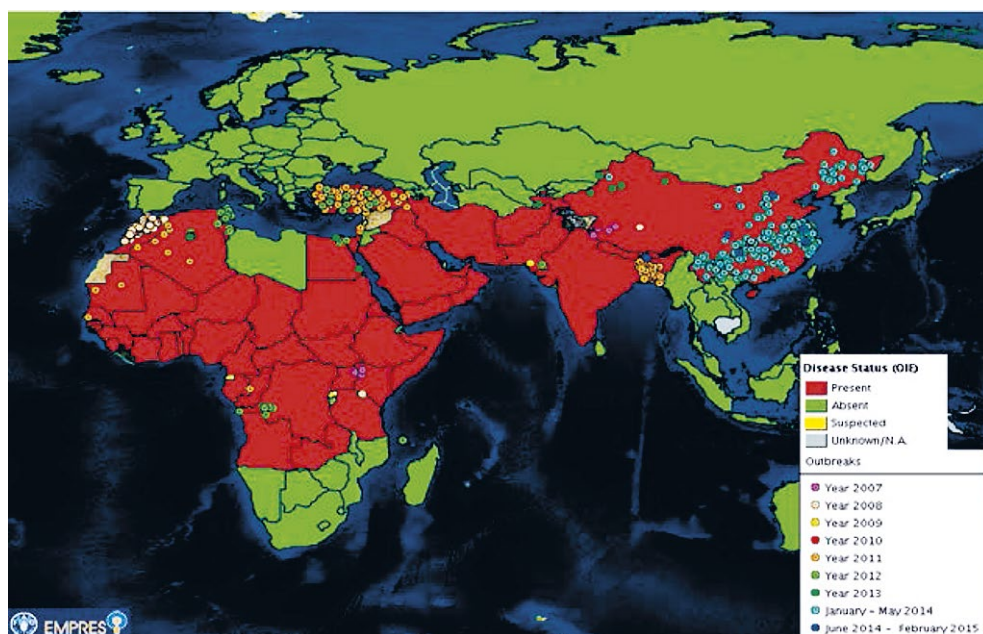 Disease Status (OIE)
Present
Absent
Suspected
Unknown/N.A.
Outbreaks
Year 2007
Year 2008
Year 2009
Year 2010
Year 2011
Year 2012
Year 2013
January - May 2014
June 2014 - February 2015
EMPRES